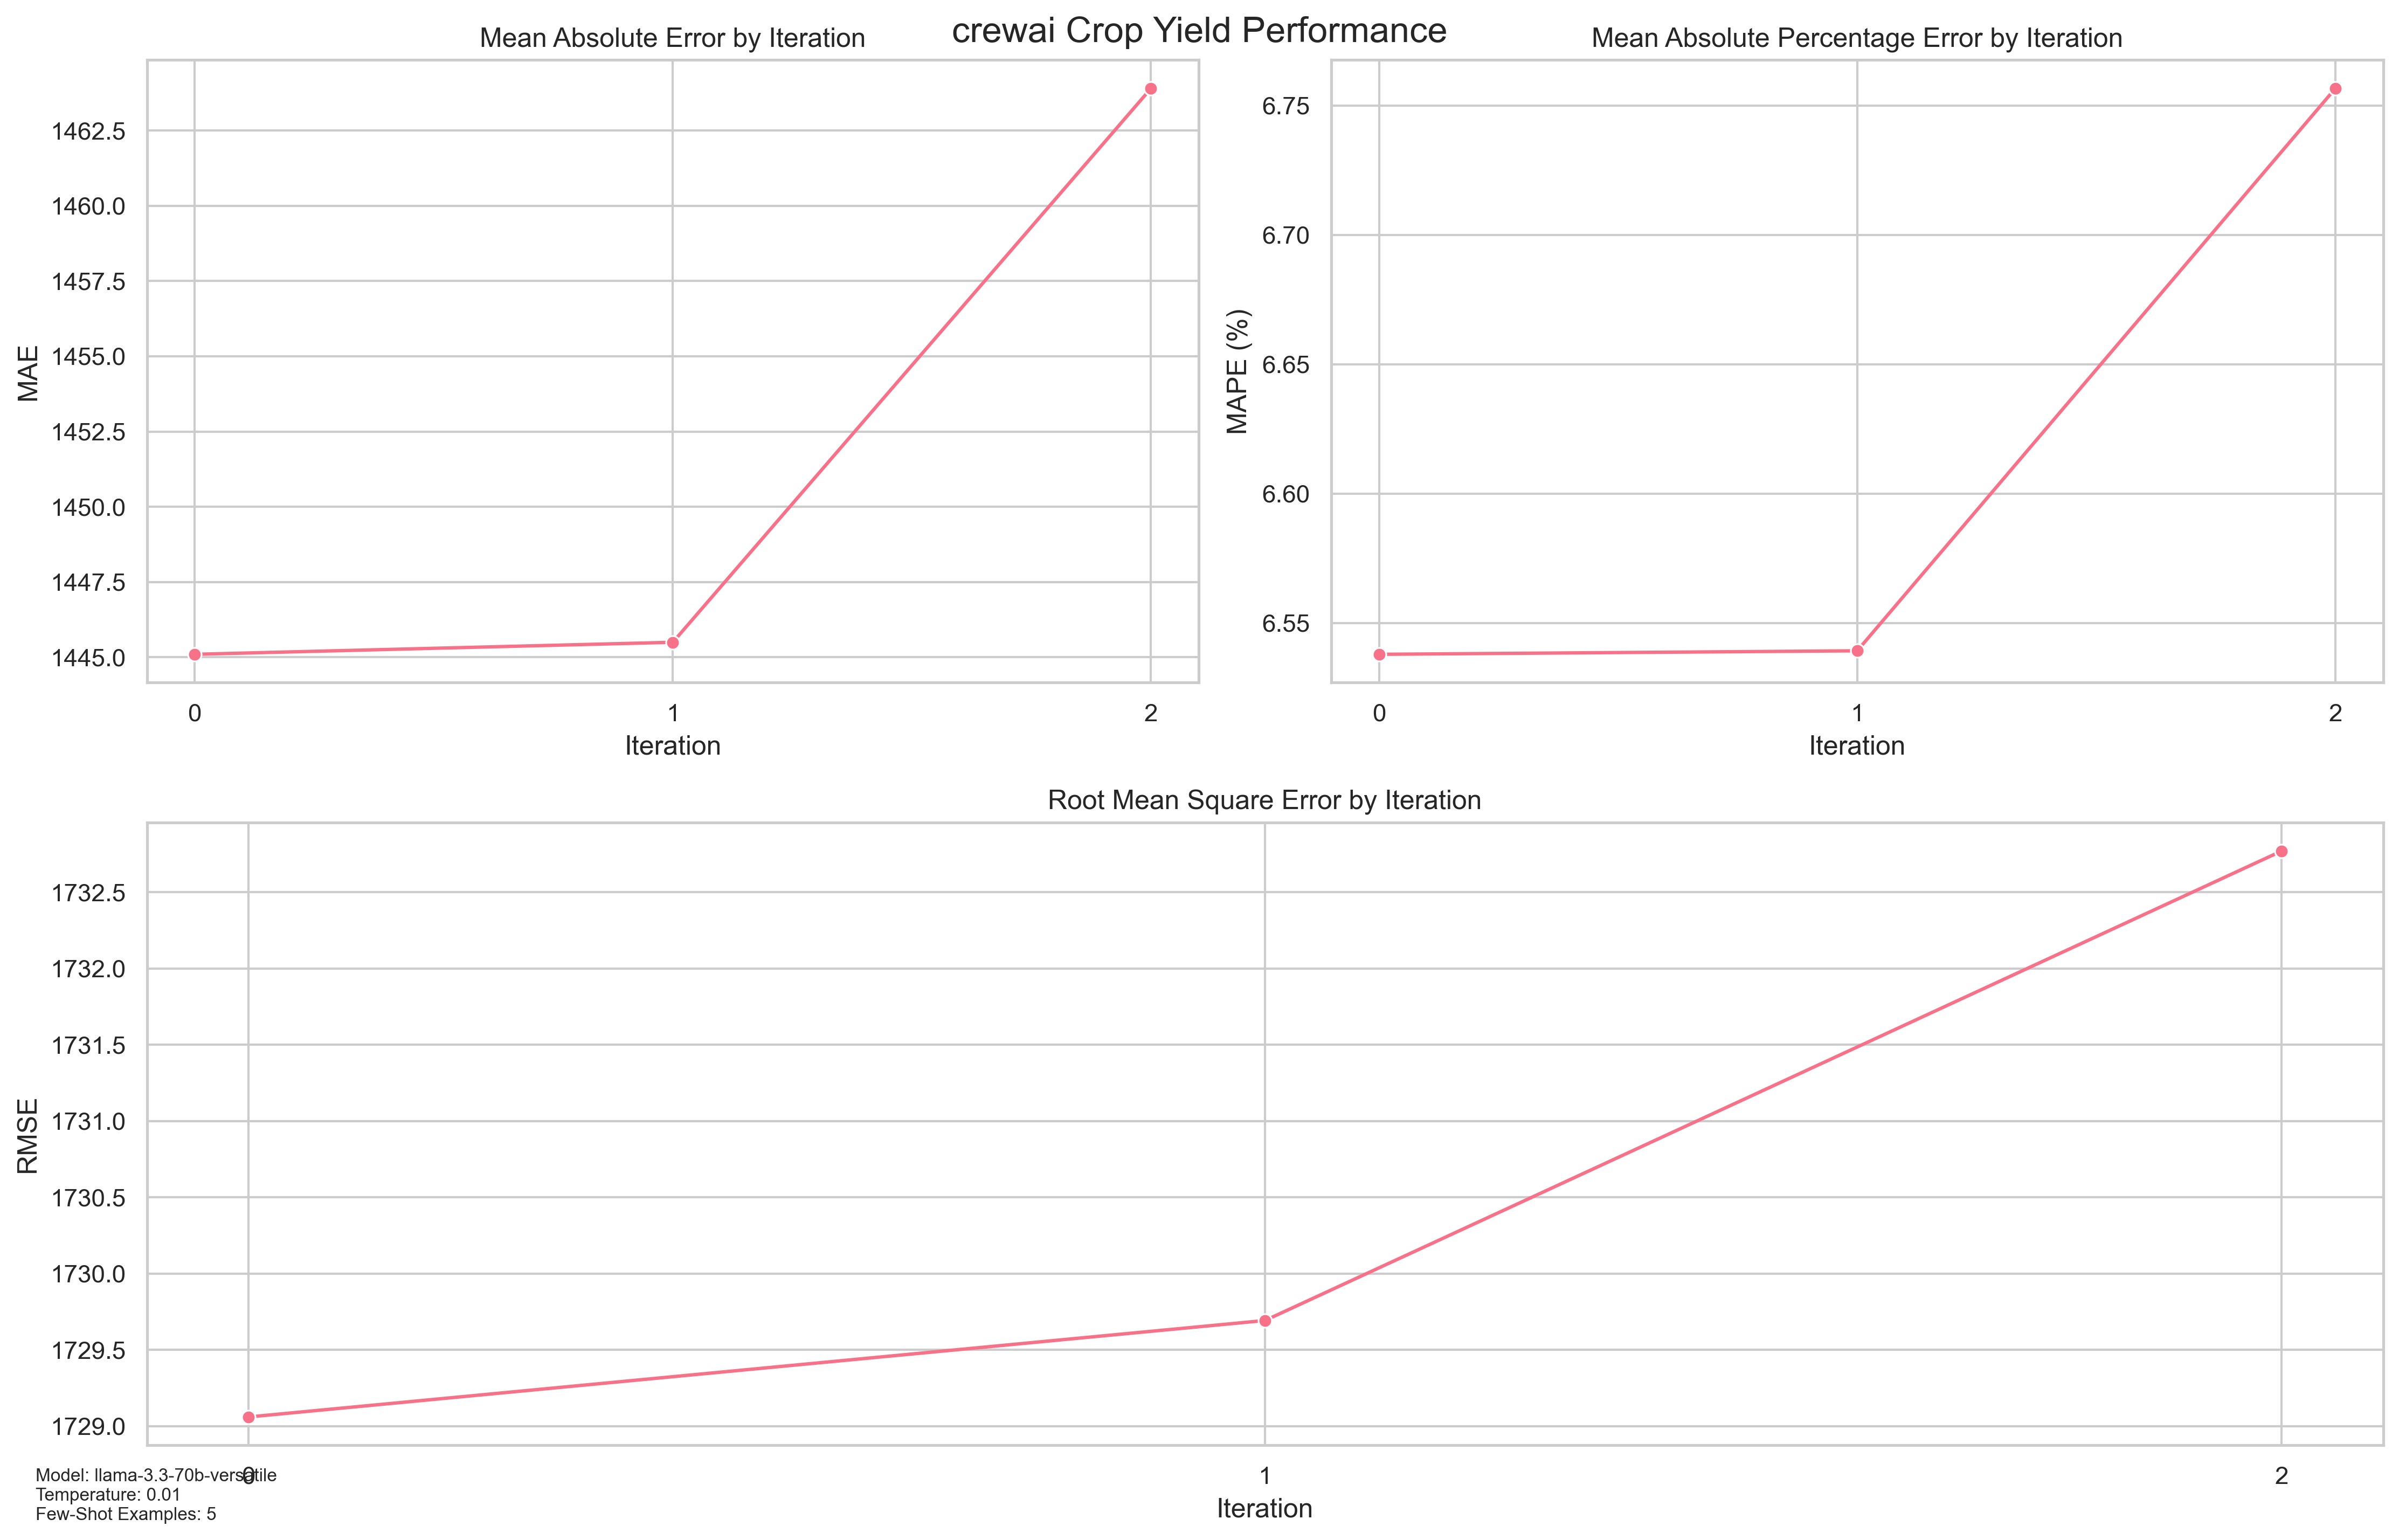 crewai Crop Yield Performance
Mean Absolute Error by Iteration
MAE
1462.5
1460.0
1457.5
1455.0
1452.5
1450.0
1447.5
1445.0
0
1
2
Iteration
Mean Absolute Percentage Error by Iteration
MAPE (%)
6.75
6.70
6.65
6.60
6.55
0
1
2
Iteration
Root Mean Square Error by Iteration
RMSE
1732.5
1732.0
1731.5
1731.0
1730.5
1730.0
1729.5
1729.0
0
1
2
Iteration
Model: llama-3.3-70b-versatile
Temperature: 0.01
Few-Shot Examples: 5